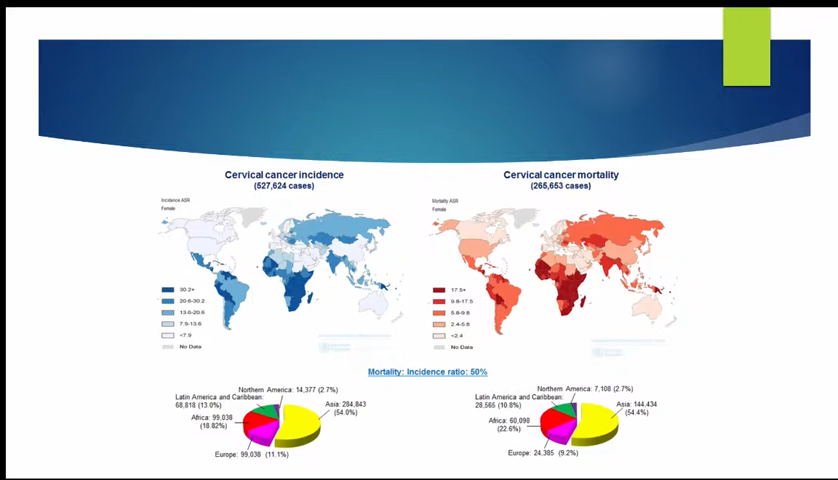 Cervical cancer incidence
(527,624 cases)
Incidence ASR
Female
30.2+
20.6-30.2
13.6-20.6
7.9-13.6
<7.9
No Data
Cervical cancer mortality
(265,653 cases)
Mortality ASR
Female
17.5+
9.8-17.5
5.8-9.8
2.4-5.8
<2.4
No Data
Mortality: Incidence ratio: 50%
Northern America: 14,377 (2.7%)
Latin America and Caribbean:
68,818 (13.0%)
Asia: 284,843
(54.0%)
Africa: 99,038
(18.82%)
Europe: 99,038 (11.1%)
Northern America: 7,108 (2.7%)
Latin America and Caribbean:
28,565 (10.8%)
Asia: 144,434
(54.4%)
Africa: 60,098
(22.6%)
Europe: 24,385 (9.2%)